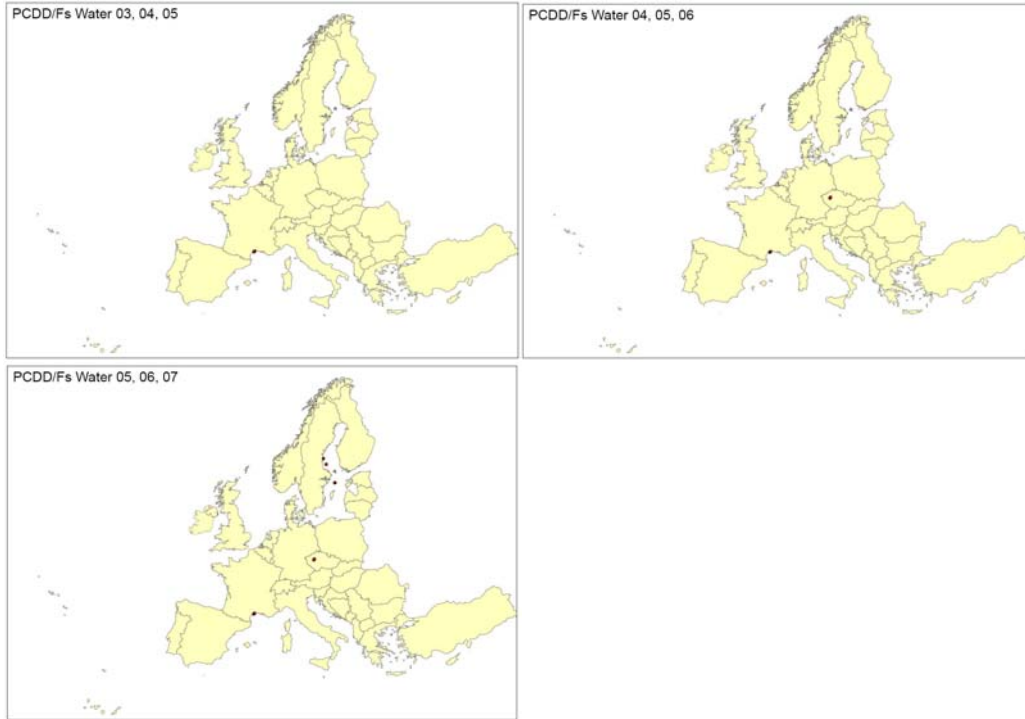 PCDD/Fs Water 03, 04, 05
PCDD/Fs Water 04, 05, 06
PCDD/Fs Water 05, 06, 07